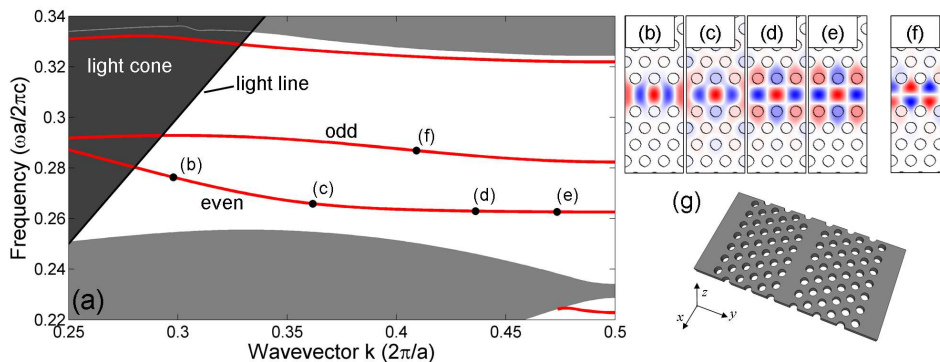 0.34
0.32
0.3
0.28
0.26
0.24
0.22
Frequency (ωa/2πc)
light cone
light line
odd
(f)
(b)
even
(c)
(d)
(e)
(a)
0.25
0.3
0.35
0.4
0.45
0.5
Wavevector k (2π/a)
(b)
(c)
(d)
(e)
(f)
(g)
z
x
y